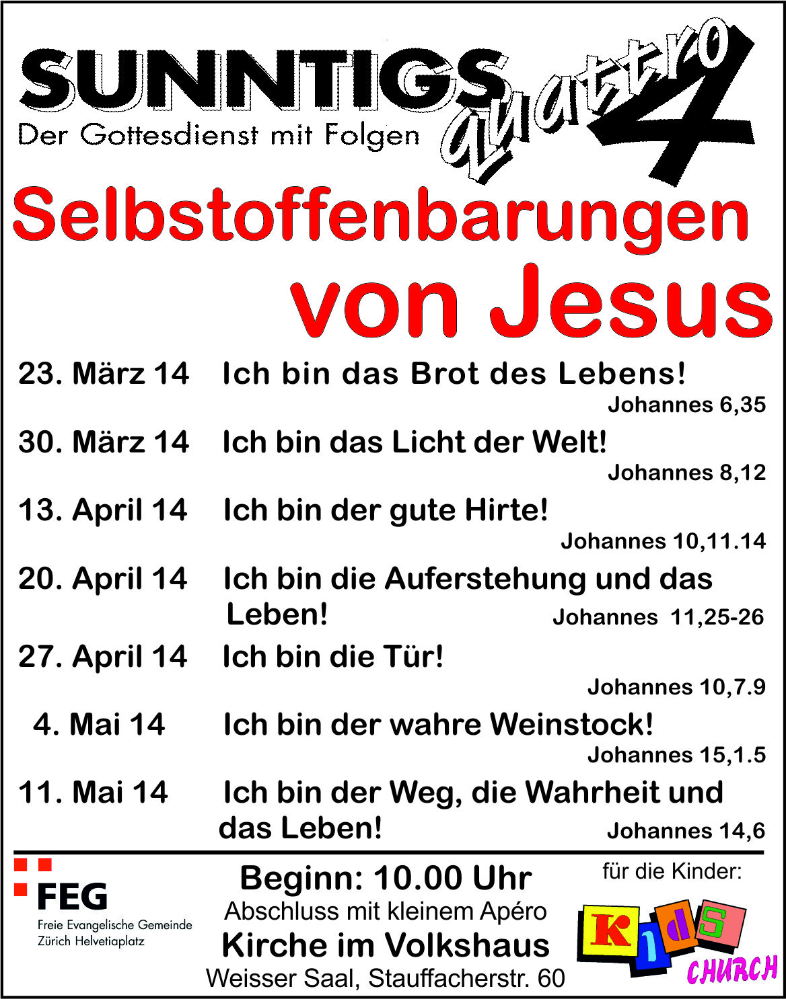 SUNNTIGS
quattro
4
Der Gottesdienst mit Folgen
Selbstoffenbarungen
von Jesus
23. März 14 Ich bin das Brot des Lebens!
Johannes 6,35
30. März 14 Ich bin das Licht der Welt!
Johannes 8,12
13. April 14 Ich bin der gute Hirte!
Johannes 10,11.14
20. April 14 Ich bin die Auferstehung und das
Leben! Johannes 11,25-26
27. April 14 Ich bin die Tür!
Johannes 10,7.9
4. Mai 14 Ich bin der wahre Weinstock!
Johannes 15,1.5
11. Mai 14 Ich bin der Weg, die Wahrheit und
das Leben! Johannes 14,6
FEG
Freie Evangelische Gemeinde
Zürich Helvetiaplatz
Beginn: 10.00 Uhr
Abschluss mit kleinem Apéro
Kirche im Volkshaus
Weisser Saal, Stauffacherstr. 60
für die Kinder:
KidS
CHURCH